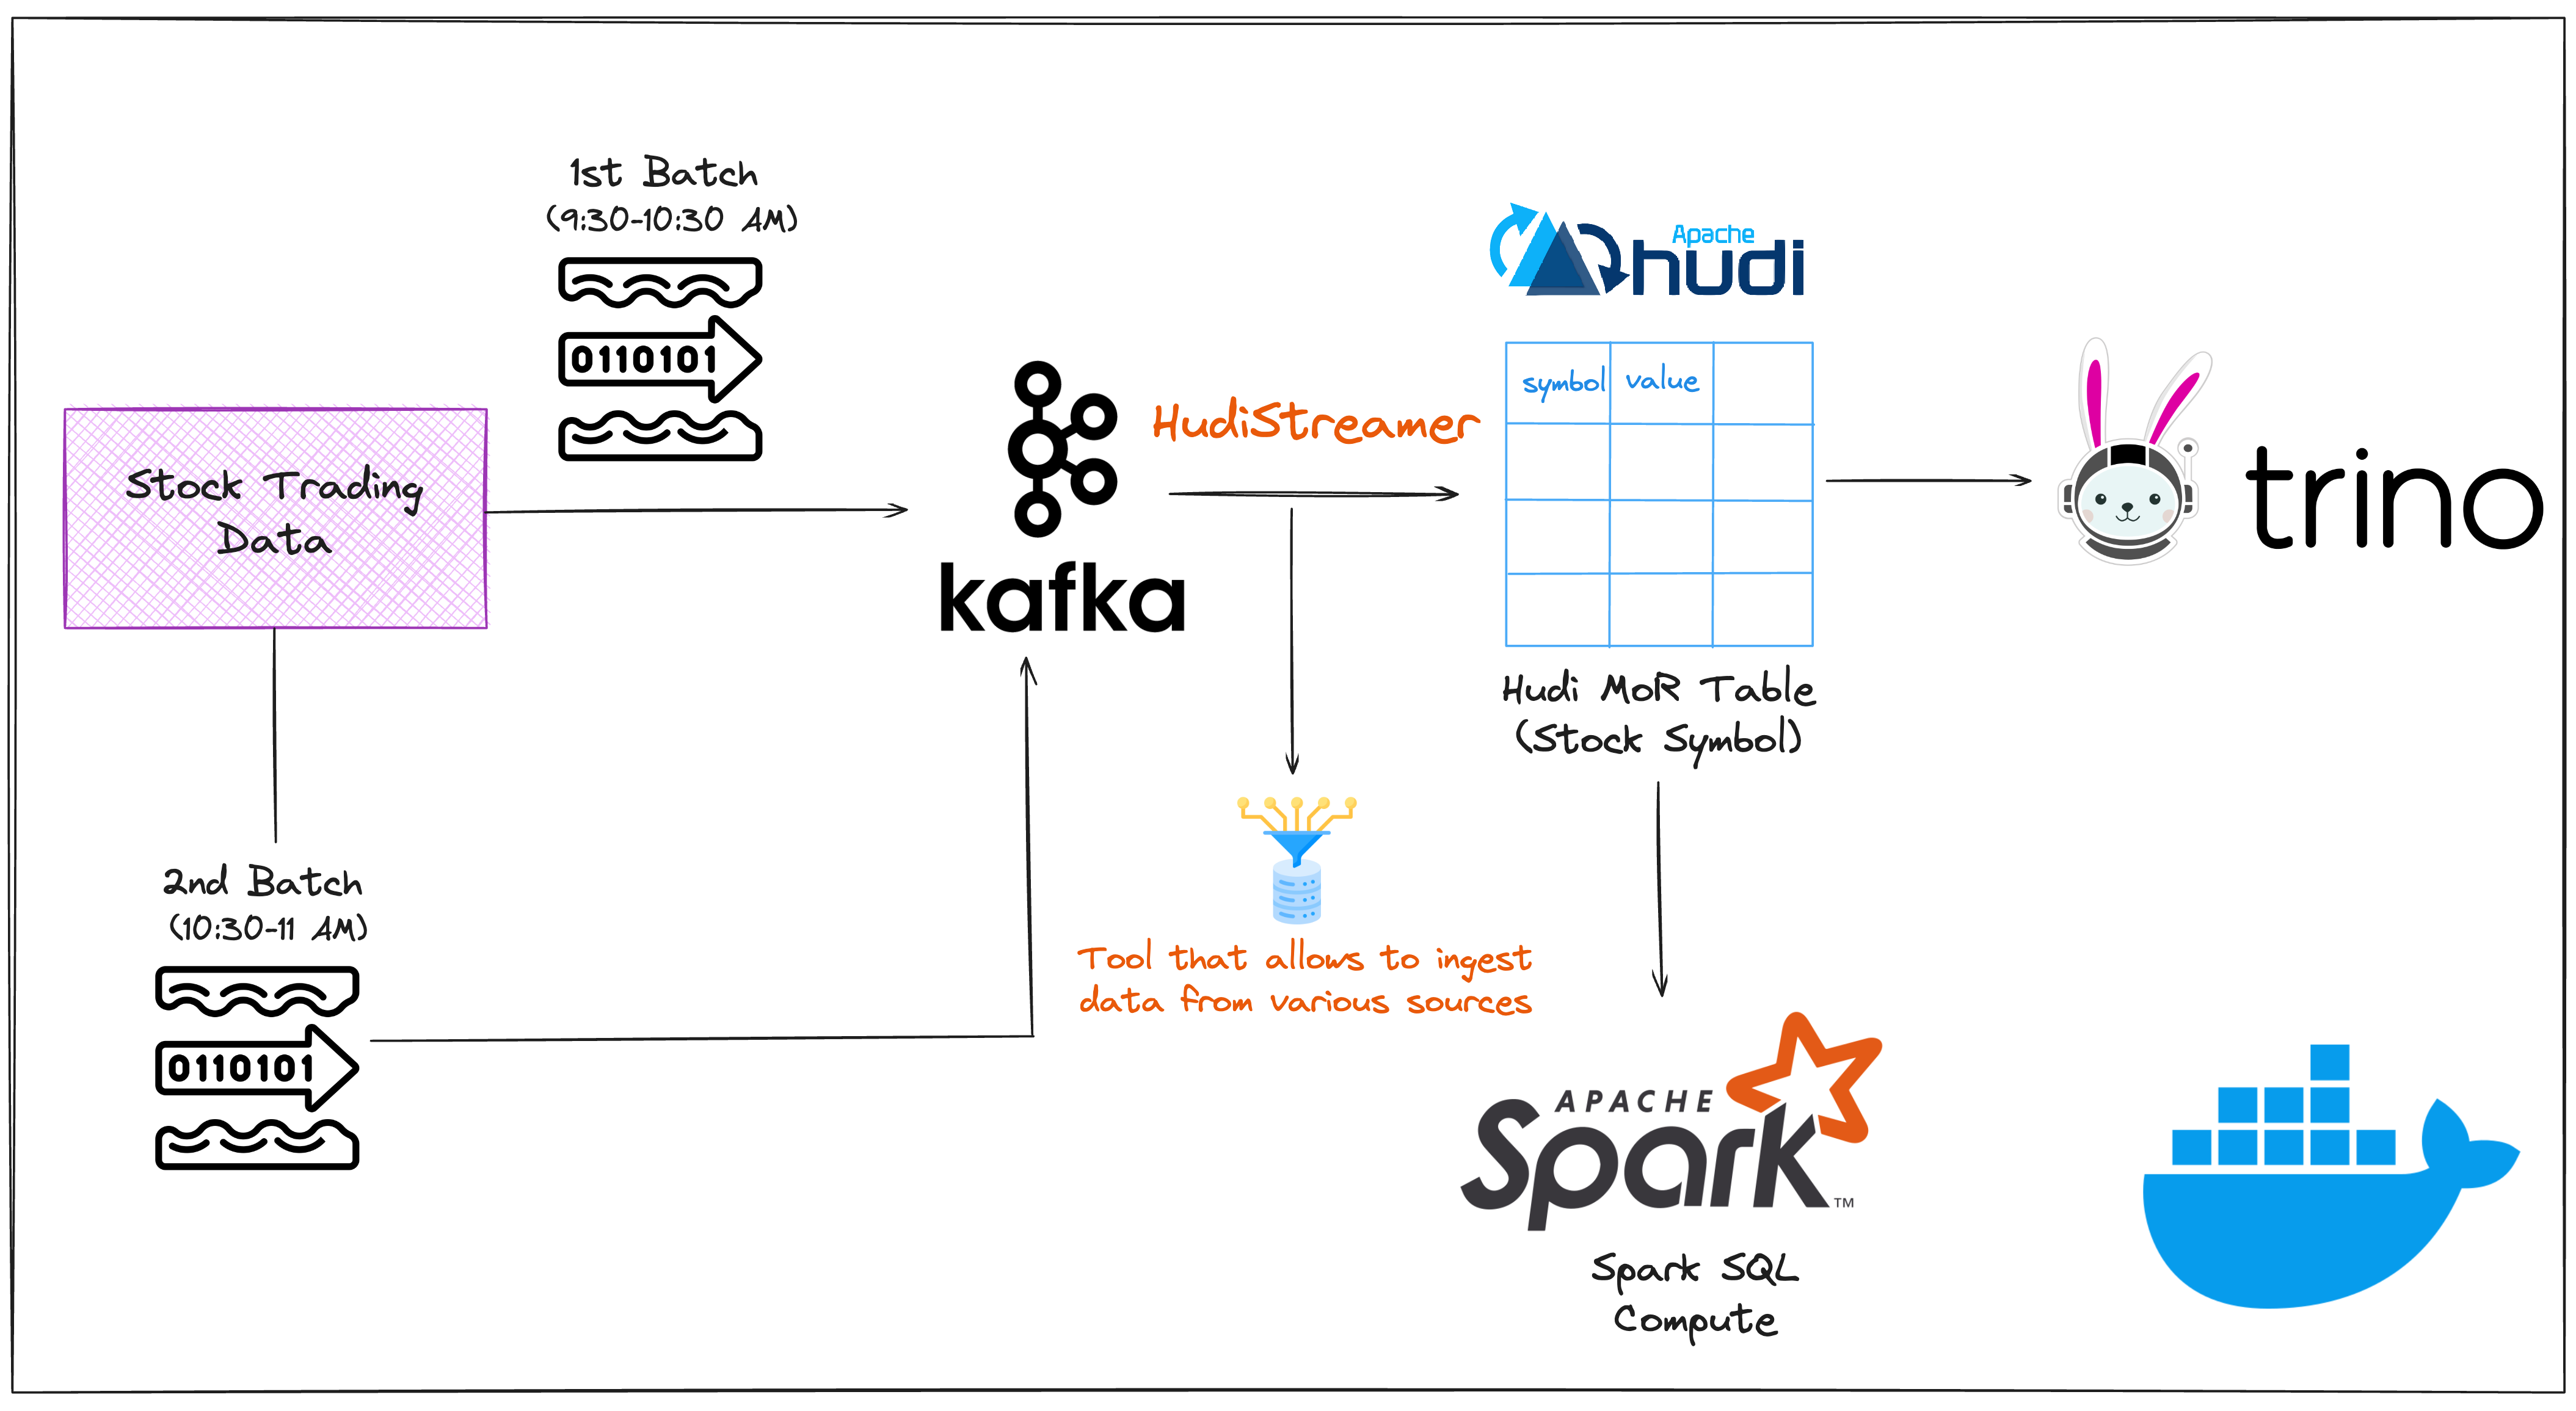 1st Batch
(9:30-10:30 AM)
0110101
Stock Trading
Data
2nd Batch
(10:30-11 AM)
0110101
kafka
HudiStreamer
Tool that allows to ingest
data from various sources
Apache
hudi
symbol value
Hudi MoR Table
(Stock Symbol)
trino
APACHE
Spark™
Spark SQL
Compute